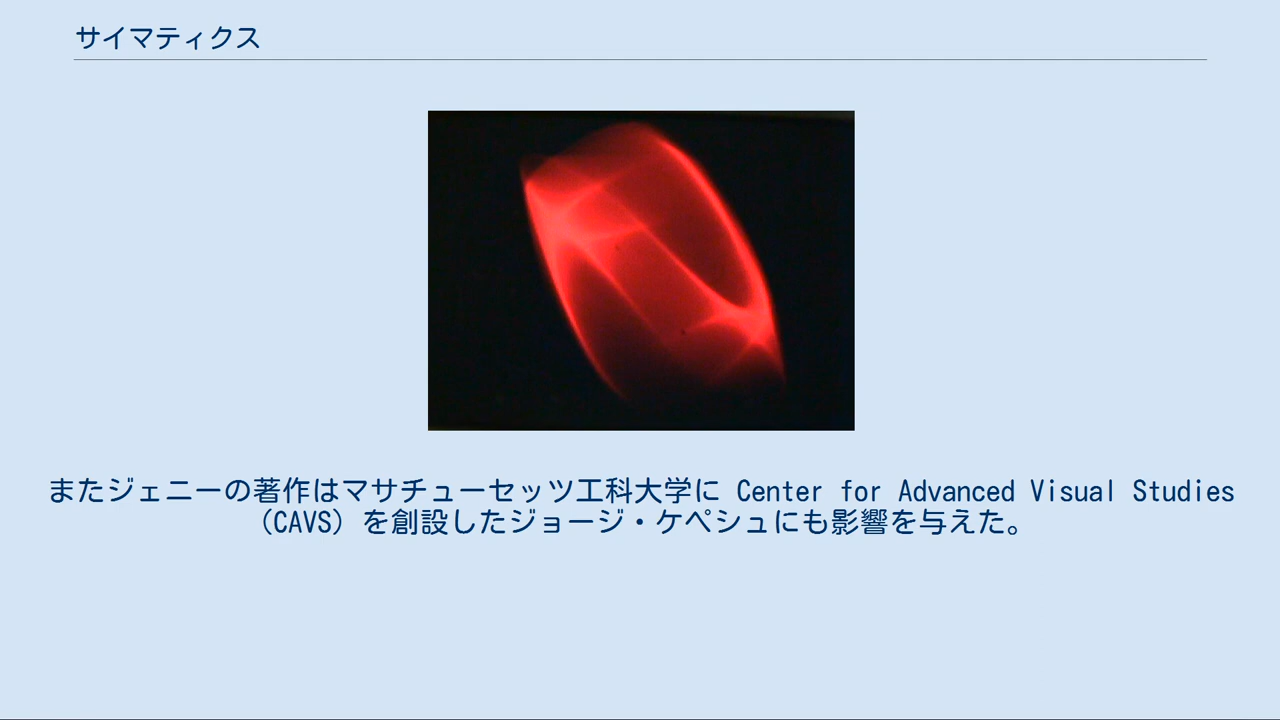 サイマティクス
またジェニーの著作はマサチューセッツ工科大学に Center for Advanced Visual Studies
（CAVS）を創設したジョージ・ケペシュにも影響を与えた。